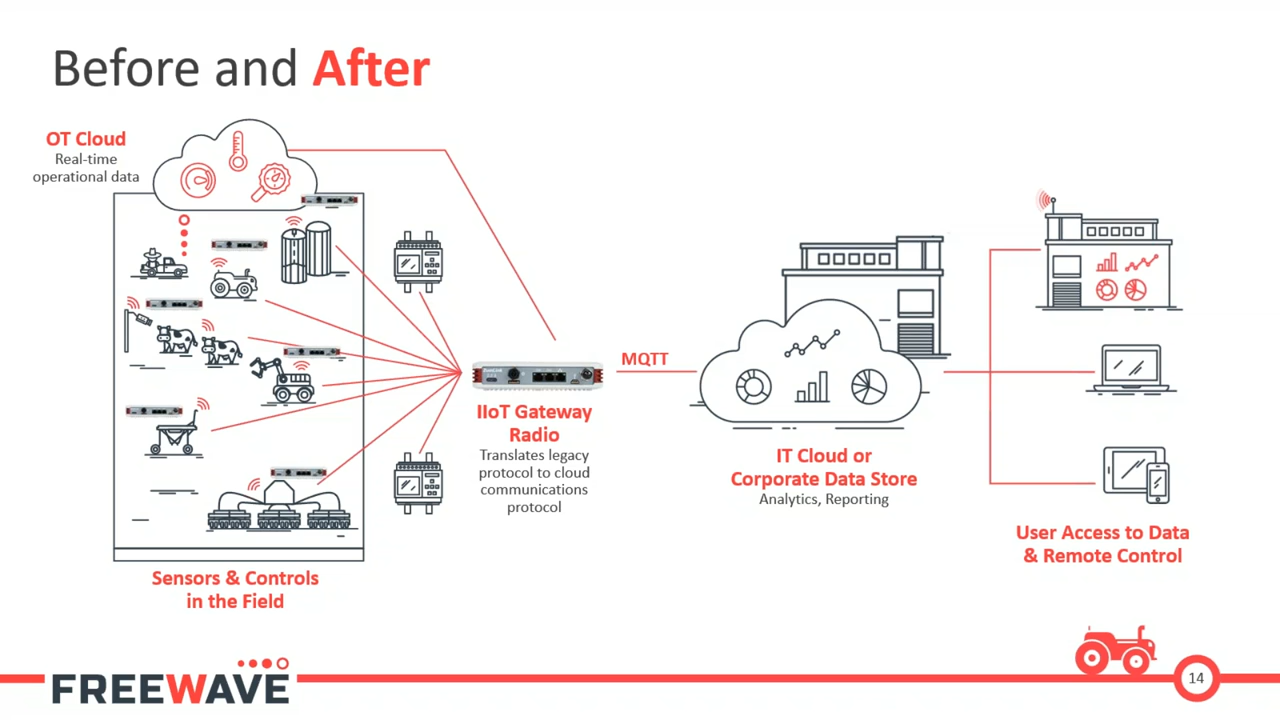 Before and After
OT Cloud
Real-time
operational data
MQTT
IIoT Gateway
Radio
Translates legacy
protocol to cloud
communications
protocol
IT Cloud or
Corporate Data Store
Analytics, Reporting
User Access to Data
& Remote Control
Sensors & Controls
in the Field
FREEWAVE
14